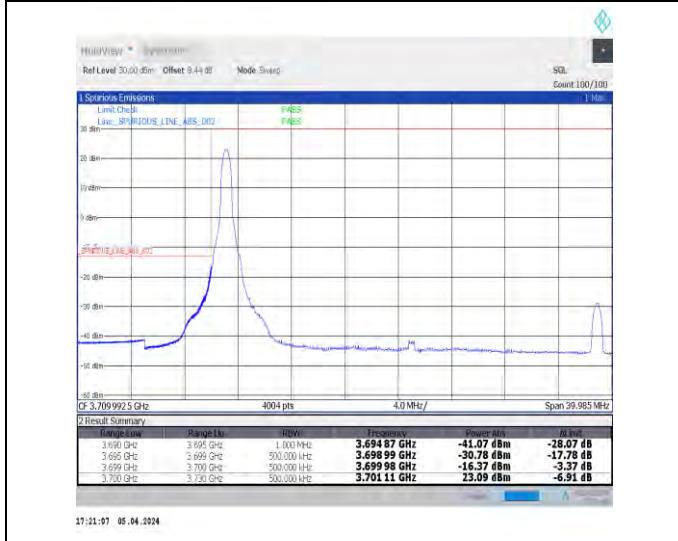 MultiView
Ref Level 30.00 dBm Offset 9.44 dB Mode Sweep SGL
Count 100/100
1 Spurious Emissions
Limit Check PASS
Line _SPURIOUS_LINE_ABS_002 PASS
30 dBm
20 dBm
10 dBm
0 dBm
_SPURIOUS_LINE_ABS_002
-20 dBm
-30 dBm
-40 dBm
-50 dBm
-60 dBm
CF 3.7099925 GHz 4004 pts 4.0 MHz/ Span 39.985 MHz
2 Result Summary
Range Low Range Up RBW Frequency Power Abs ΔLimit
3.690 GHz 3.695 GHz 1.000 MHz 3.694 87 GHz -41.07 dBm -28.07 dB
3.695 GHz 3.699 GHz 500.000 kHz 3.698 99 GHz -30.78 dBm -17.78 dB
3.699 GHz 3.700 GHz 500.000 kHz 3.699 98 GHz -16.37 dBm -3.37 dB
3.700 GHz 3.730 GHz 500.000 kHz 3.701 11 GHz 23.09 dBm -6.91 dB
17:21:07 05.04.2024